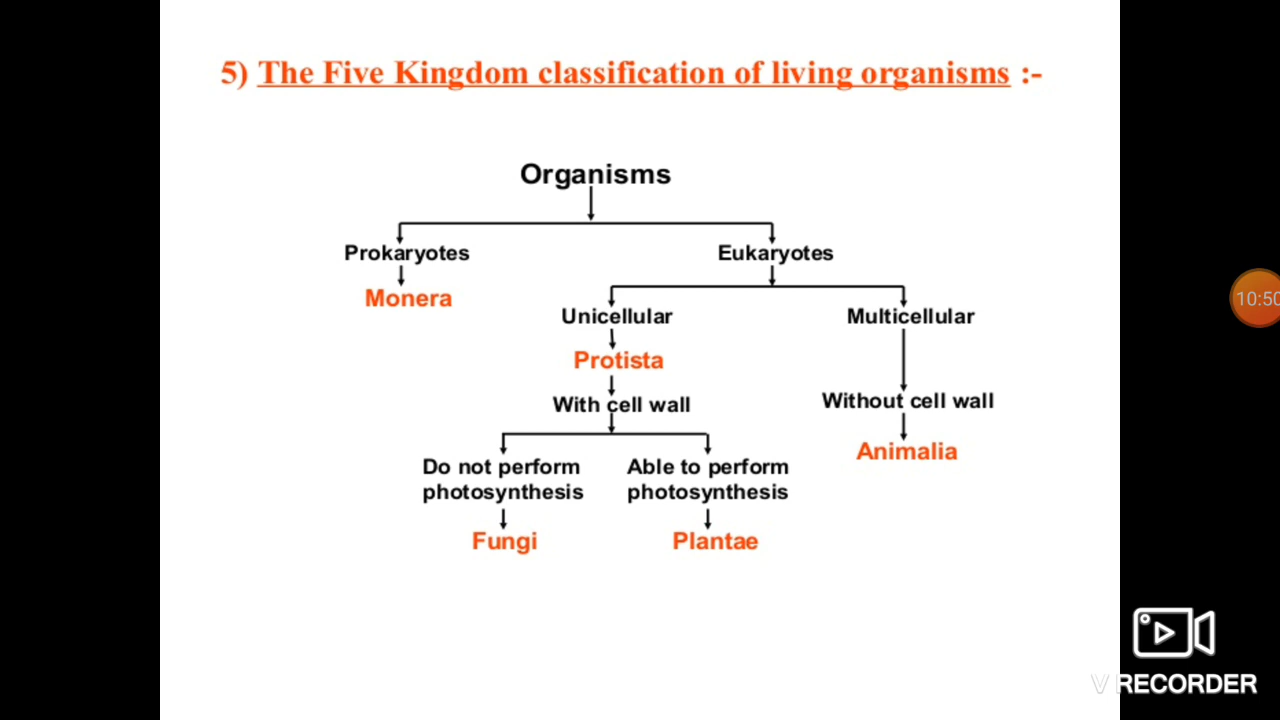 5) The Five Kingdom classification of living organisms :-
Organisms
Prokaryotes
Eukaryotes
Monera
Unicellular
Multicellular
Protista
With cell wall
Without cell wall
Animalia
Do not perform
photosynthesis
Able to perform
photosynthesis
Fungi
Plantae
10:50
V RECORDER